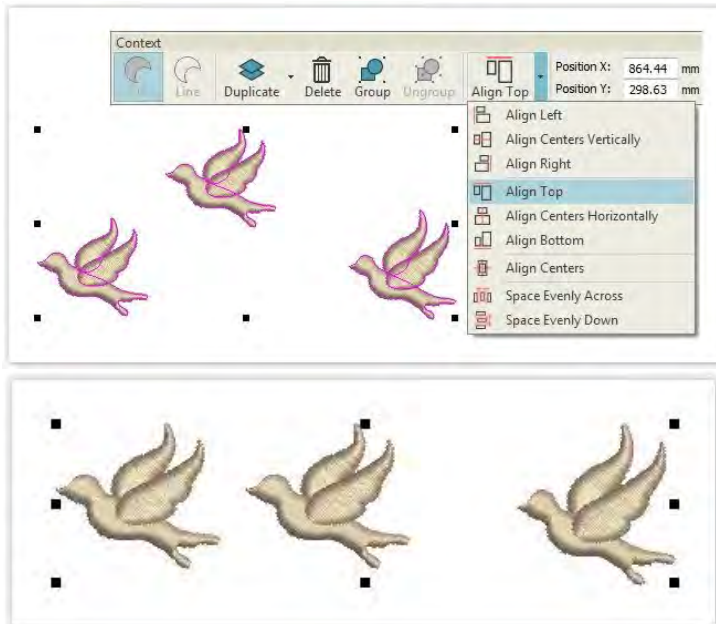 Context
Line
Duplicate
Delete
Group
Ungroup
Align Top
Position X: 864.44 mm
Position Y: 298.63 mm
Align Left
Align Centers Vertically
Align Right
Align Top
Align Centers Horizontally
Align Bottom
Align Centers
Space Evenly Across
Space Evenly Down